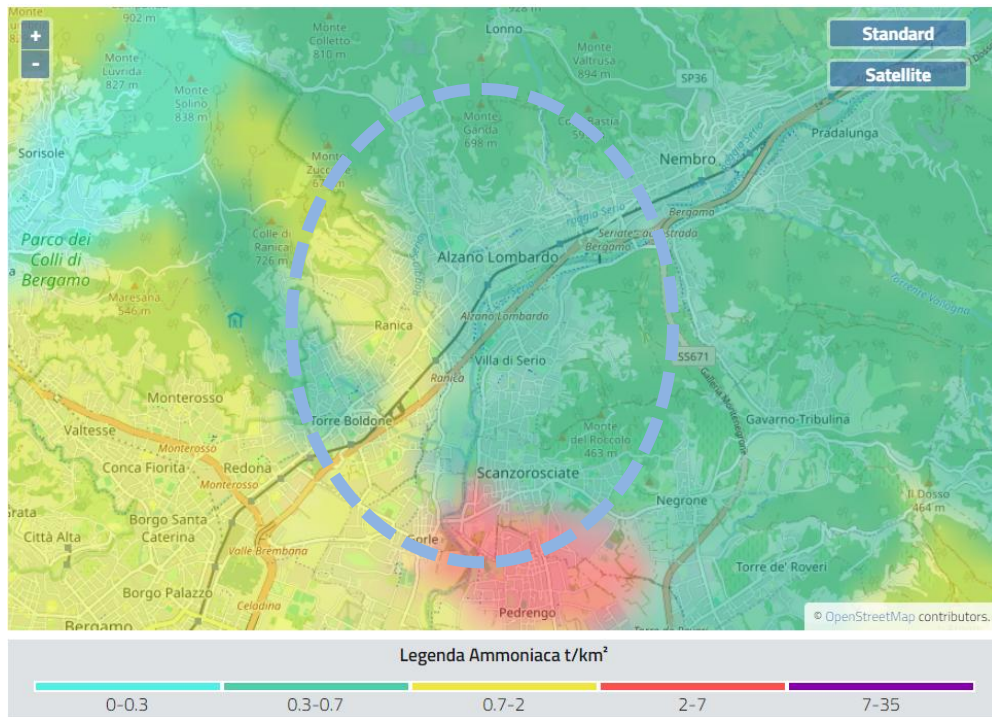 902 m
+
-
928 m
Lonno
Standard
Satellite
Monte
Colletto
810 m
Monte
Luvrida
827 m
Monte
Solino
838 m
Monte
Valtrusa
894 m
SP36
Monte
Ganda
698 m
Sorisole
Nembro
Pradalunga
Monte
Parco dei
Colli di
Bergamo
Colle di
Ranica
726 m
Maresana
546 m
Bergamo
Bergamo
Alzano Lombardo
Alzano Lombardo
Ranica
Villa di Serio
Ranica
SS671
Galleria Montenegrone
Monterosso
Torre Boldone
Gavarno-Tribulina
Valtesse
Monterosso
Monte
del Roccolo
463 m
Conca Fiorita
Redona
Monterosso
Scanzorosciate
Negrone
Il Dosso
464 m
Borgo Santa
Caterina
Città Alta
Valle Brembana
Gorle
Torre de' Roveri
Borgo Palazzo
Celadina
Pedrengo
Bergamo
© OpenStreetMap contributors.
Legenda Ammoniaca t/km²
0-0.3 0.3-0.7 0.7-2 2-7 7-35